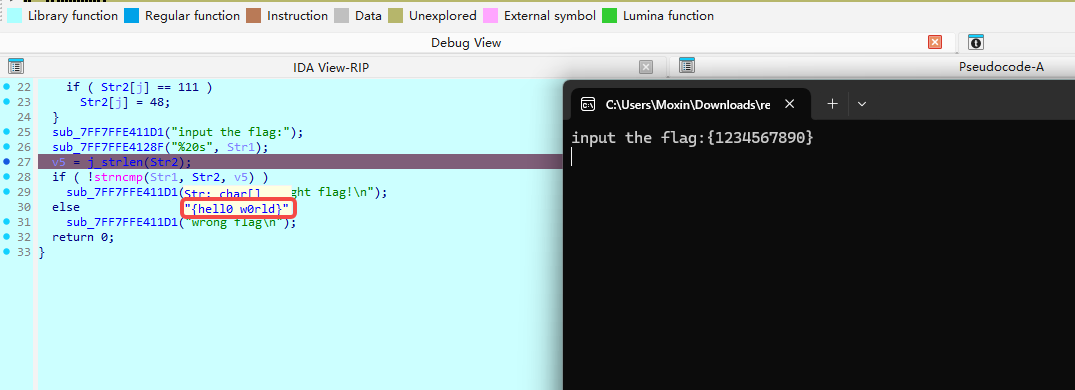 Library function Regular function Instruction Data Unexplored External symbol Lumina function
Debug View
IDA View-RIP
Pseudocode-A
22 if ( Str2[j] == 111 )
23 Str2[j] = 48;
24 }
25 sub_7FF7FFE411D1("input the flag:");
26 sub_7FF7FFE4128F("%20s", Str1);
27 v5 = j_strlen(Str2);
28 if ( !strncmp(Str1, Str2, v5) )
29 sub_7FF7FFE411D1(Str: char[] ght flag!\n");
30 else "{hell0_w0rld}"
31 sub_7FF7FFE411D1("wrong flag\n");
32 return 0;
33 }
C:\Users\Moxin\Downloads\re
input the flag:{1234567890}